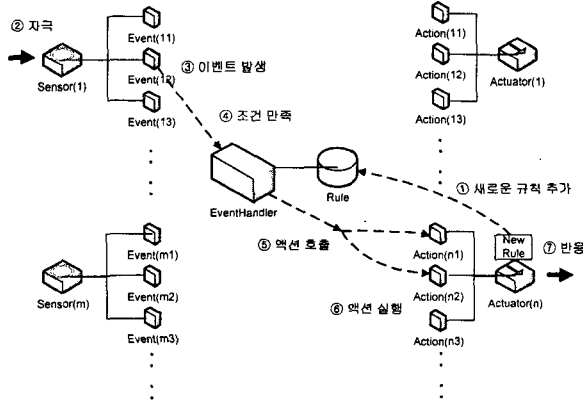 ② 자극
Sensor(1)
Event(11)
Event(12)
Event(13)
③ 이벤트 발생
④ 조건 만족
Action(11)
Action(12)
Action(13)
Actuator(1)
EventHandler
Rule
① 새로운 규칙 추가
⑤ 액션 호출
Sensor(m)
Event(m1)
Event(m2)
Event(m3)
Action(n1)
Action(n2)
Action(n3)
⑥ 액션 실행
New
Rule
⑦ 반응
Actuator(n)